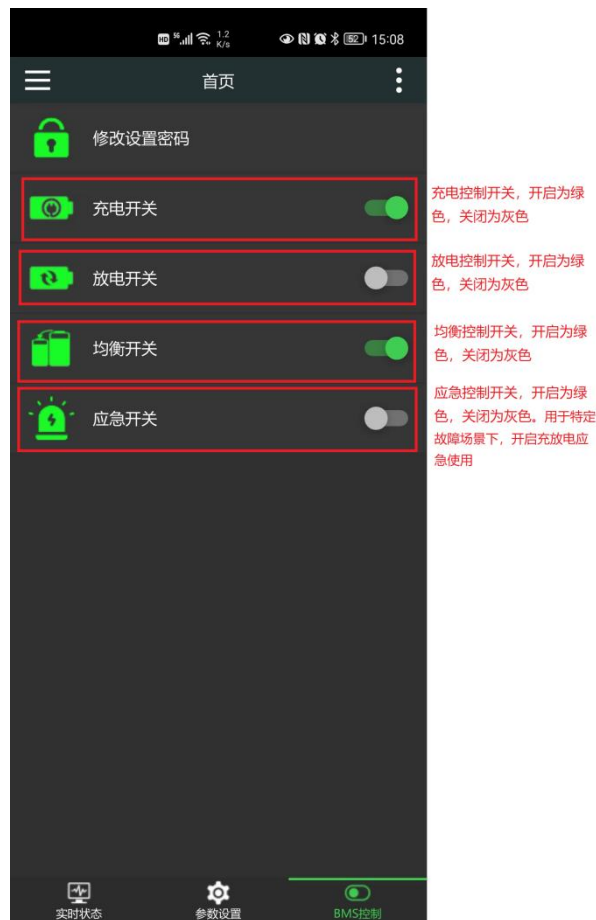 HD 5G 1.2 K/s 52 15:08
首页
修改设置密码
充电开关
充电控制开关，开启为绿
色，关闭为灰色
放电开关
放电控制开关，开启为绿
色，关闭为灰色
均衡开关
均衡控制开关，开启为绿
色，关闭为灰色
应急开关
应急控制开关，开启为绿
色，关闭为灰色。用于特定
故障场景下，开启充放电应
急使用
实时状态 参数设置 BMS控制